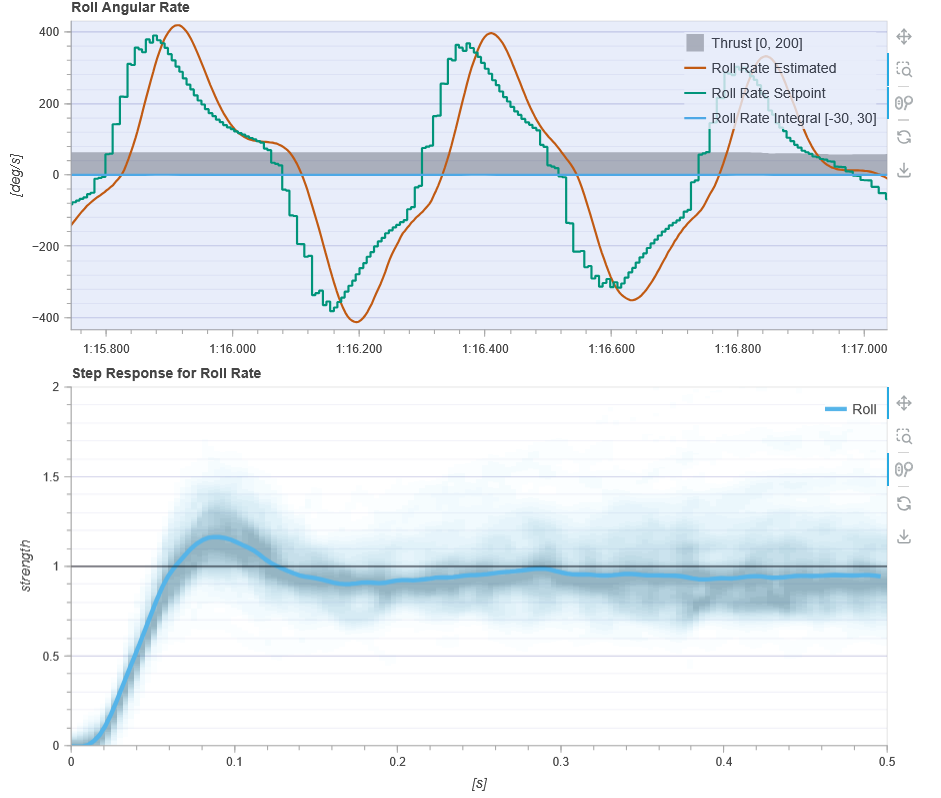 Roll Angular Rate
400
200
0
−200
−400
[deg/s]
Thrust [0, 200]
Roll Rate Estimated
Roll Rate Setpoint
Roll Rate Integral [-30, 30]
1:15.800
1:16.000
1:16.200
1:16.400
1:16.600
1:16.800
1:17.000
Step Response for Roll Rate
2
1.5
1
0.5
0
strength
Roll
0
0.1
0.2
0.3
0.4
0.5
[s]